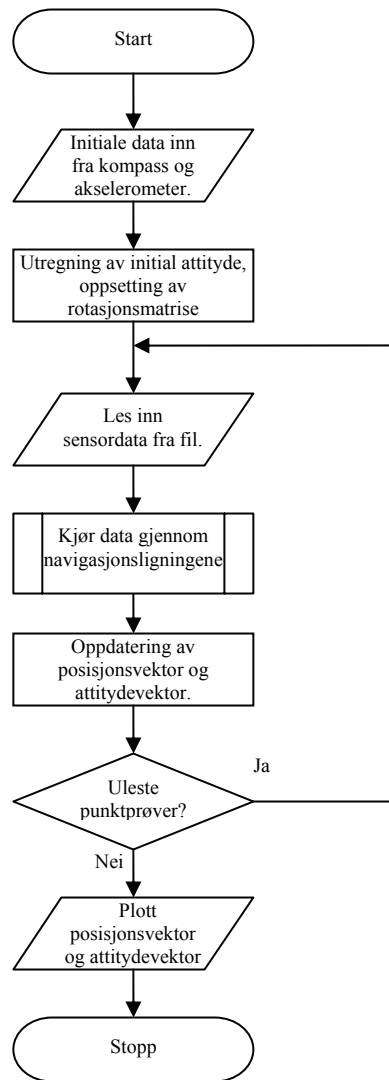 Start
Initiale data inn
fra kompass og
akselerometer.
Utregning av initial attityde,
oppsetting av
rotasjonsmatrise
Les inn
sensordata fra fil.
Kjør data gjennom
navigasjonsligningene
Oppdatering av
posisjonsvektor og
attitydevektor.
Uleste
punktprøver?
Ja
Nei
Plott
posisjonsvektor
og attitydevektor
Stopp